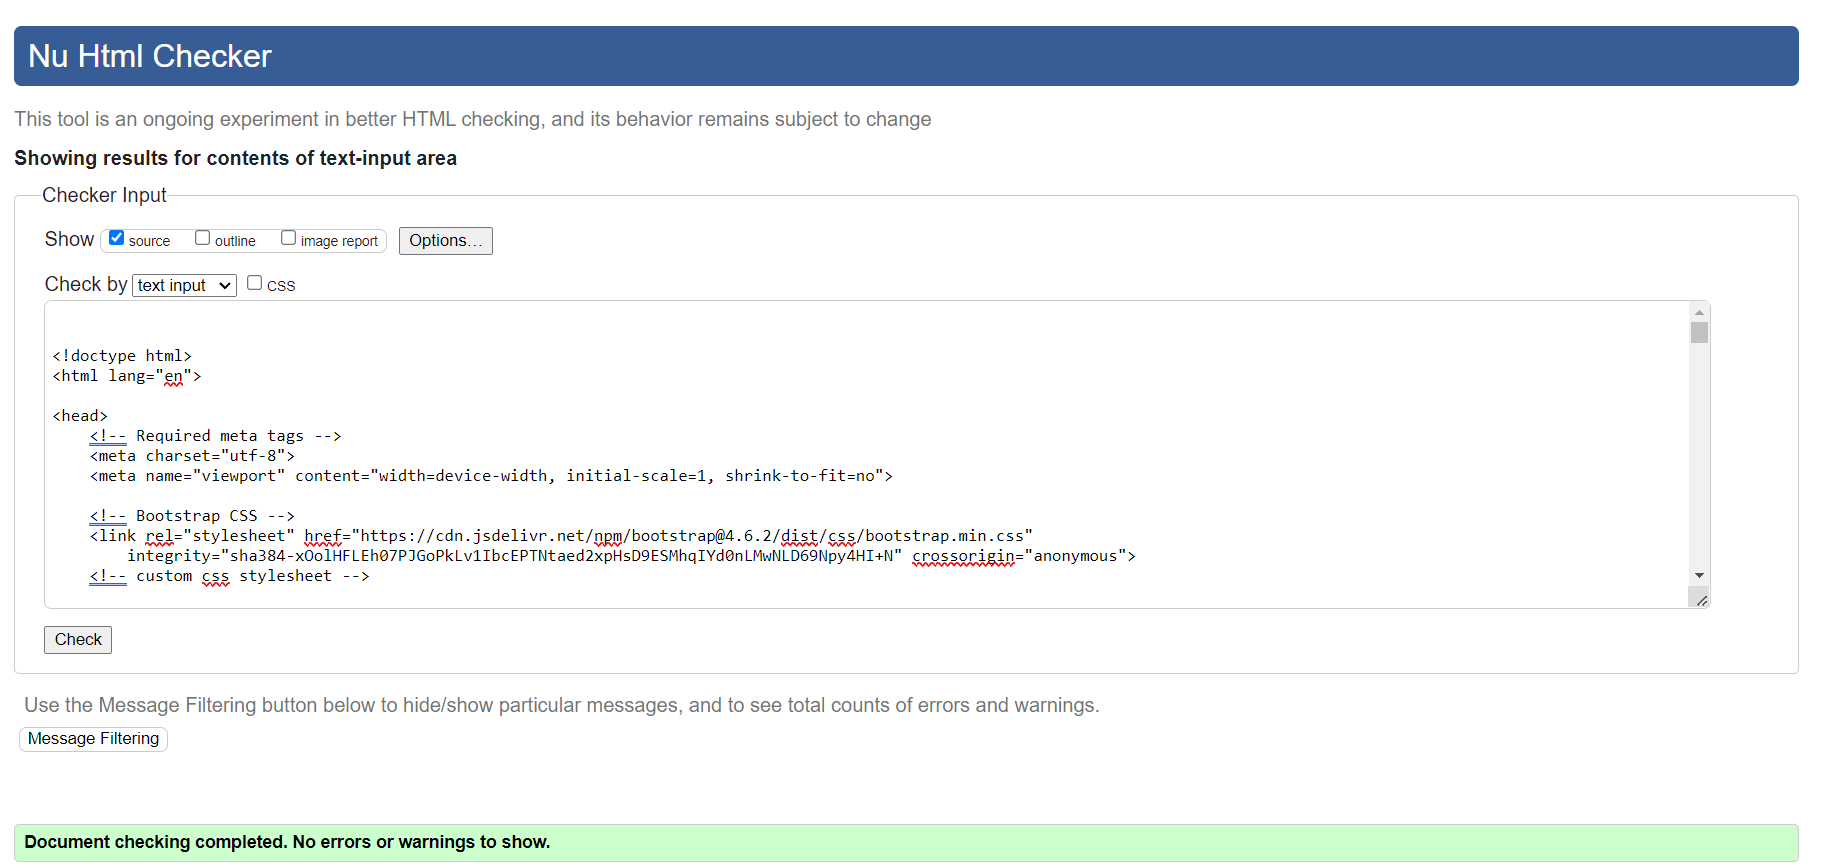 Nu Html Checker
This tool is an ongoing experiment in better HTML checking, and its behavior remains subject to change
Showing results for contents of text-input area
Checker Input
Show source outline image report Options...
Check by text input CSS
<!doctype html>
<html lang="en">
<head>
<!-- Required meta tags -->
<meta charset="utf-8">
<meta name="viewport" content="width=device-width, initial-scale=1, shrink-to-fit=no">
<!-- Bootstrap CSS -->
<link rel="stylesheet" href="https://cdn.jsdelivr.net/npm/bootstrap@4.6.2/dist/css/bootstrap.min.css"
integrity="sha384-xOolHFLEh07PJGoPkLv1IbcEPTNtaed2xpHsD9ESMhqIYd0nLMwNLD69Npy4HI+N" crossorigin="anonymous">
<!-- custom css stylesheet -->
Check
Use the Message Filtering button below to hide/show particular messages, and to see total counts of errors and warnings.
Message Filtering
Document checking completed. No errors or warnings to show.